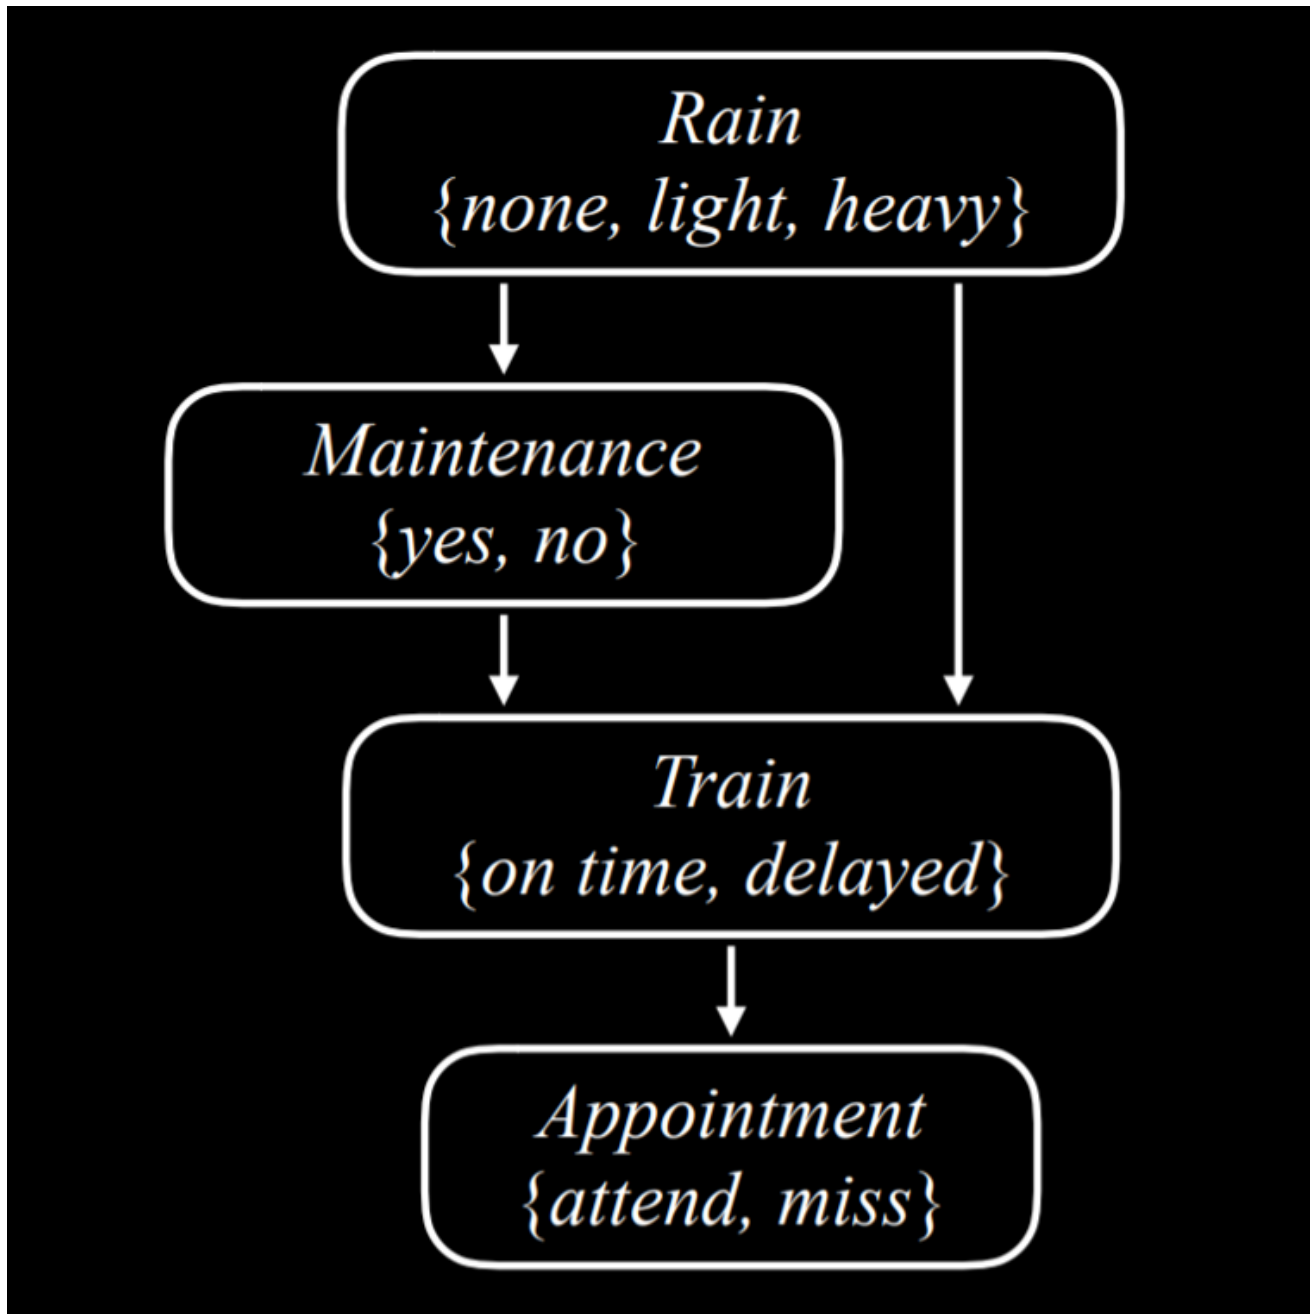 Rain
{none, light, heavy}
Maintenance
{yes, no}
Train
{on time, delayed}
Appointment
{attend, miss}